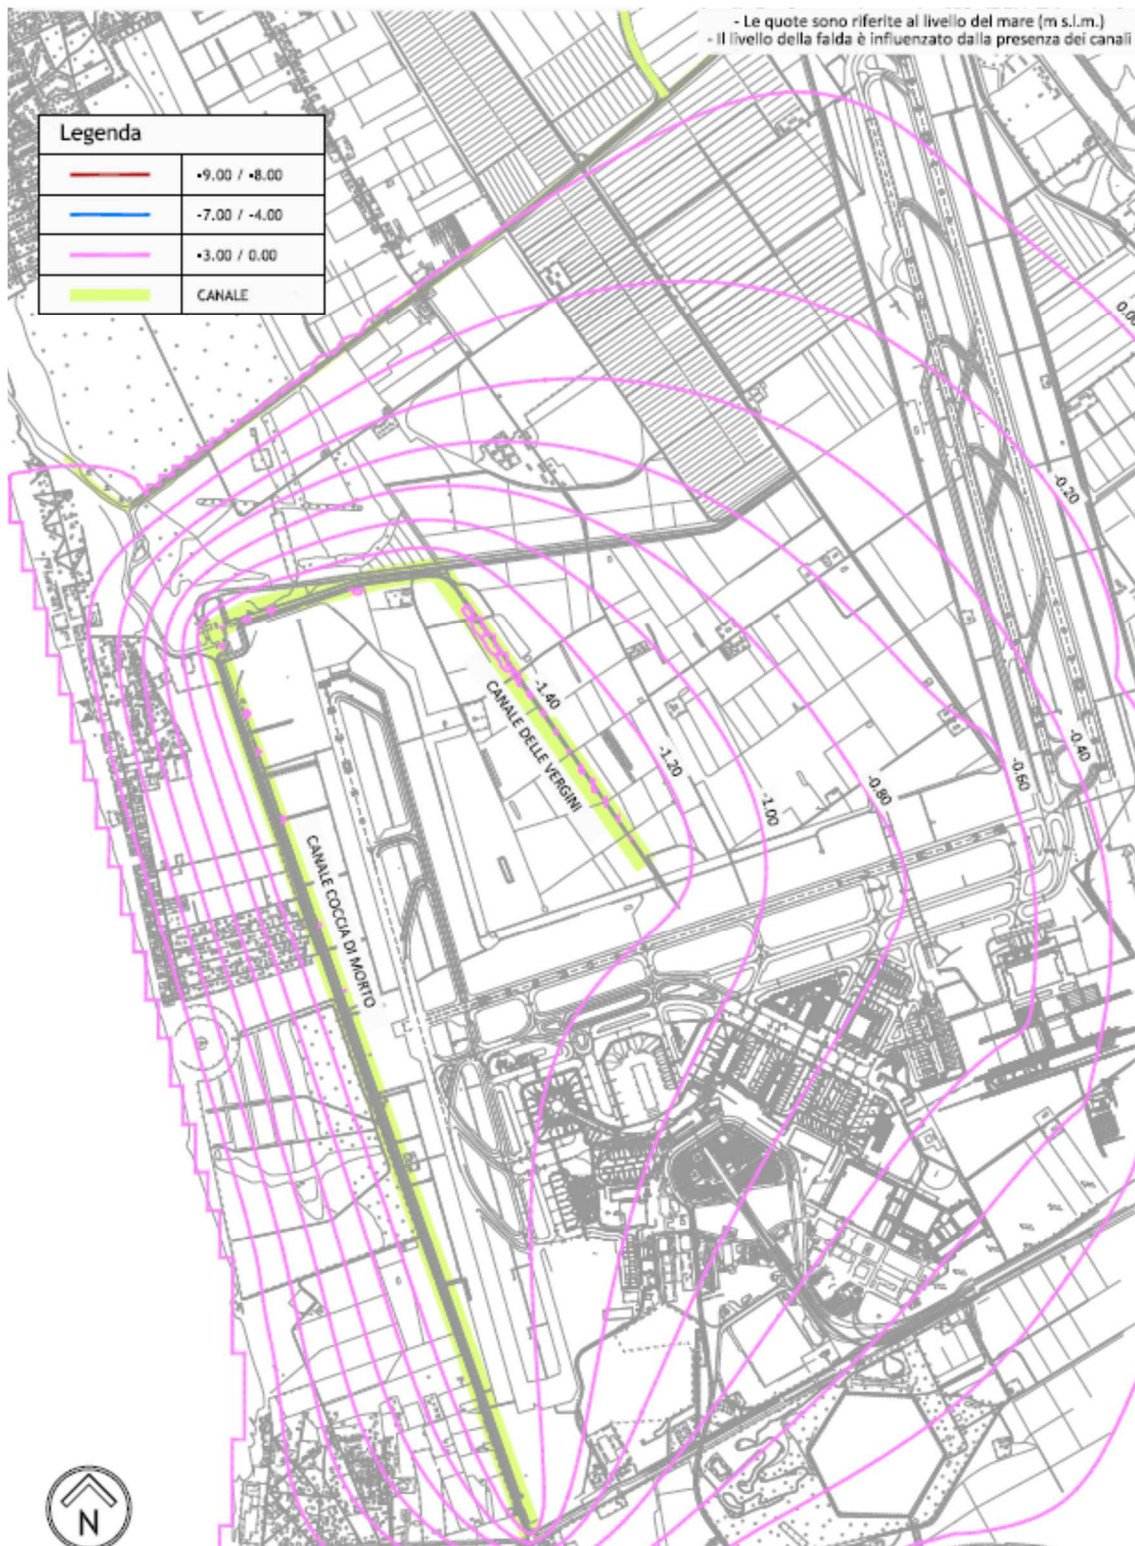 - Le quote sono riferite al livello del mare (m s.l.m.)
- Il livello della falda è influenzato dalla presenza dei canali
Legenda
-9.00 / -8.00
-7.00 / -4.00
-3.00 / 0.00
CANALE
-0.20
-1.40
CANALE DELLE VERGINI
-1.20
-1.00
-0.80
-0.60
-0.40
CANALE COCCIA DI MORTO
N